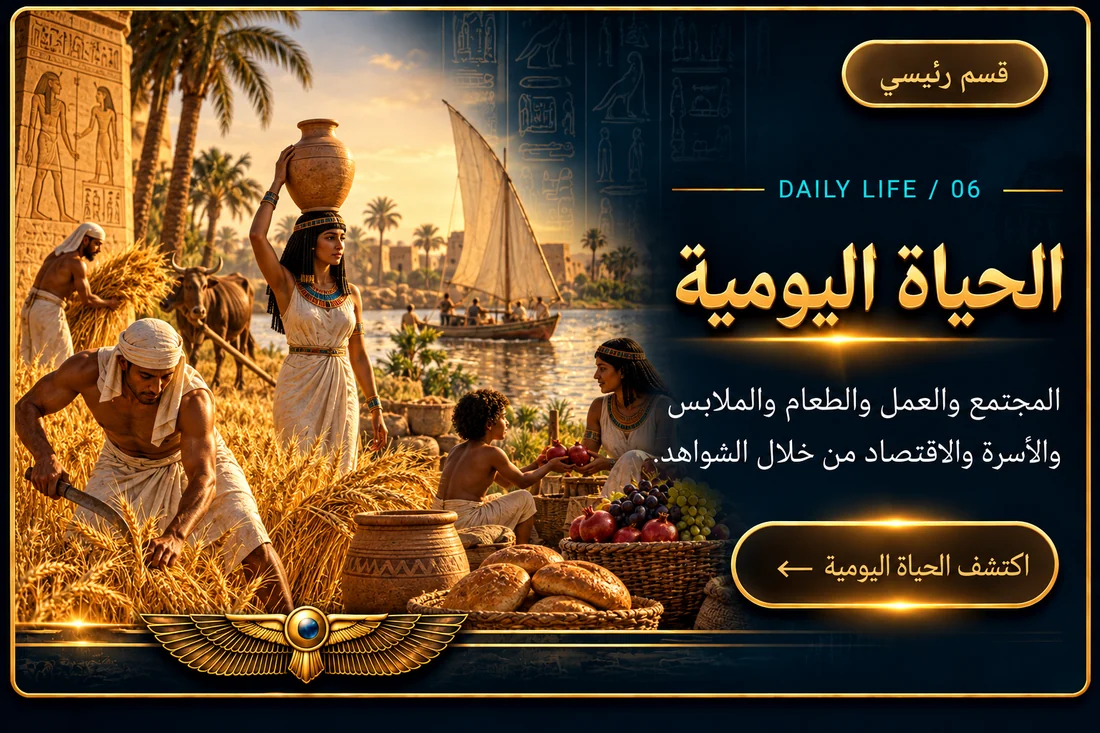 قسم رئيسي
DAILY LIFE / 06
الحياة اليومية
المجتمع والعمل والطعام والملابس
والأسرة والاقتصاد من خلال الشواهد.
اكتشف الحياة اليومية ←